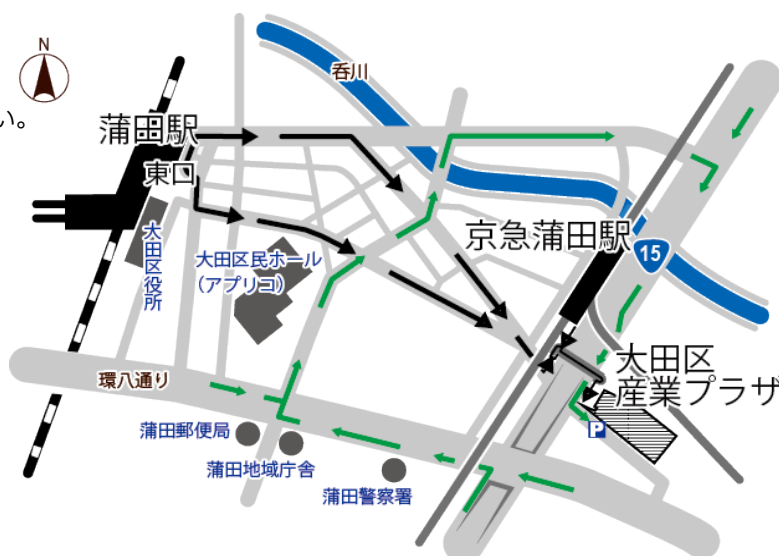 N
い。
呑川
蒲田駅
東口
京急蒲田駅
15
大田区役所
大田区民ホール
（アプリコ）
大田区
産業プラザ
環八通り
P
蒲田郵便局
蒲田地域庁舎
蒲田警察署